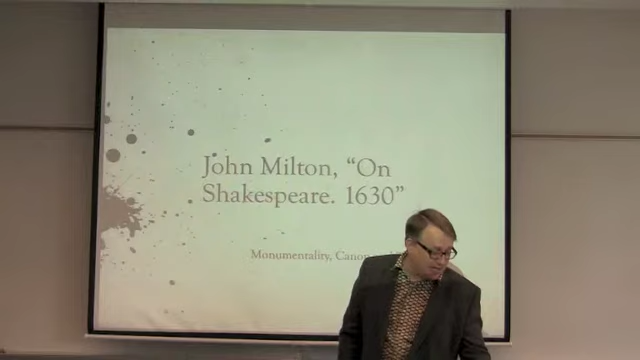 John Milton, “On
Shakespeare. 1630”
Monumentality, Canon